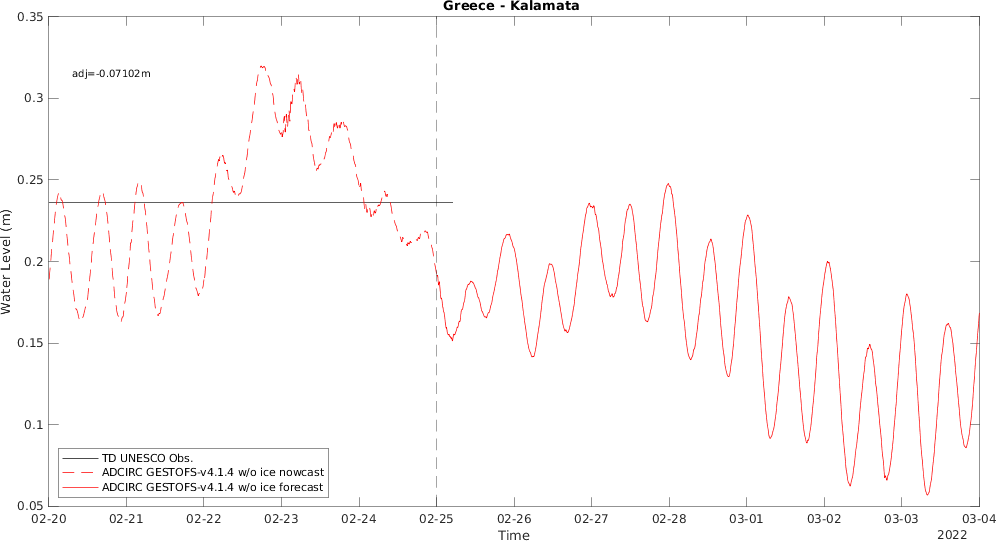 Greece - Kalamata
0.35
0.3
0.25
0.2
0.15
0.1
0.05
Water Level (m)
adj=-0.07102m
TD UNESCO Obs.
ADCIRC GESTOFS-v4.1.4 w/o ice nowcast
ADCIRC GESTOFS-v4.1.4 w/o ice forecast
02-20 02-21 02-22 02-23 02-24 02-25 02-26 02-27 02-28 03-01 03-02 03-03 03-04
Time
2022